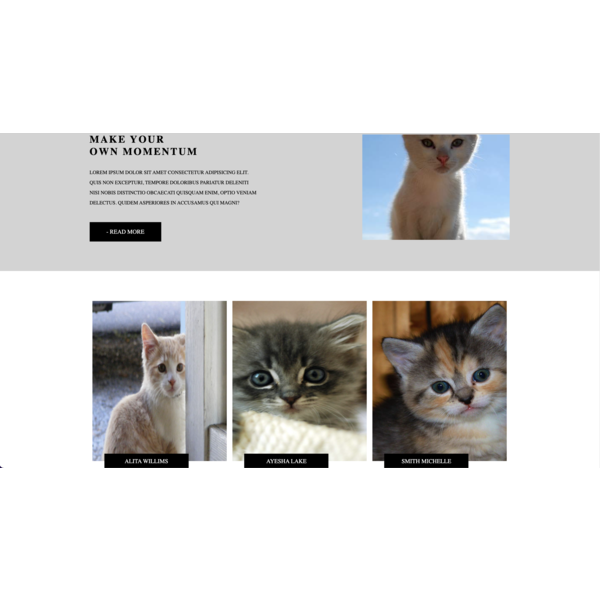 MAKE YOUR
OWN MOMENTUM
LOREM IPSUM DOLOR SIT AMET CONSECTETUR ADIPISICING ELIT.
QUIS NON EXCEPTURI, TEMPORE DOLORIBUS PARIATUR DELENITI
NISI NOBIS DISTINCTIO ORCAECATI QUISQUAM ENIM, OPTIO VENIAM
DELECTUS. QUIDEM ASPERIORES IN ACCUSAMUS QUI MAGNI?
- READ MORE
ALITA WILLIMS
AYESHA LAKE
SMITH MICHELLE